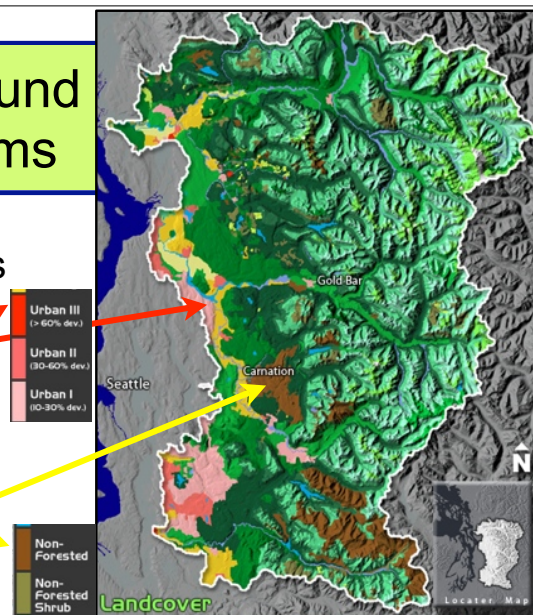 und
ms
s
Urban III
(> 60% dev.)
Urban II
(30-60% dev.)
Urban I
(10-30% dev.)
Gold Bar
Carnation
Seattle
N
Non-
Forested
Non-
Forested
Shrub
Landcover
Locater Map